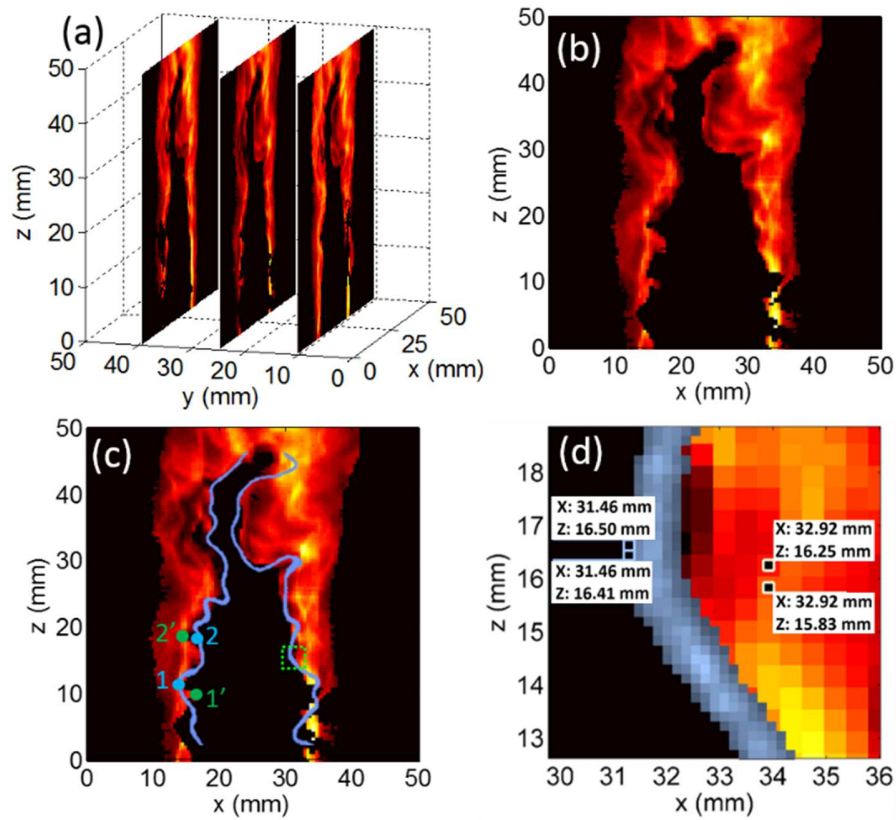 (a)
50
40
30
20
10
0
z (mm)
50
40
30
20
10
0
y (mm)
0
25
50
x (mm)
(b)
50
40
30
20
10
0
z (mm)
0
10
20
30
40
50
x (mm)
(c)
50
40
30
20
10
0
z (mm)
2′
2
1
1′
0
10
20
30
40
50
x (mm)
(d)
18
17
16
15
14
13
z (mm)
X: 31.46 mm
Z: 16.50 mm
X: 31.46 mm
Z: 16.41 mm
X: 32.92 mm
Z: 16.25 mm
X: 32.92 mm
Z: 15.83 mm
30
31
32
33
34
35
36
x (mm)